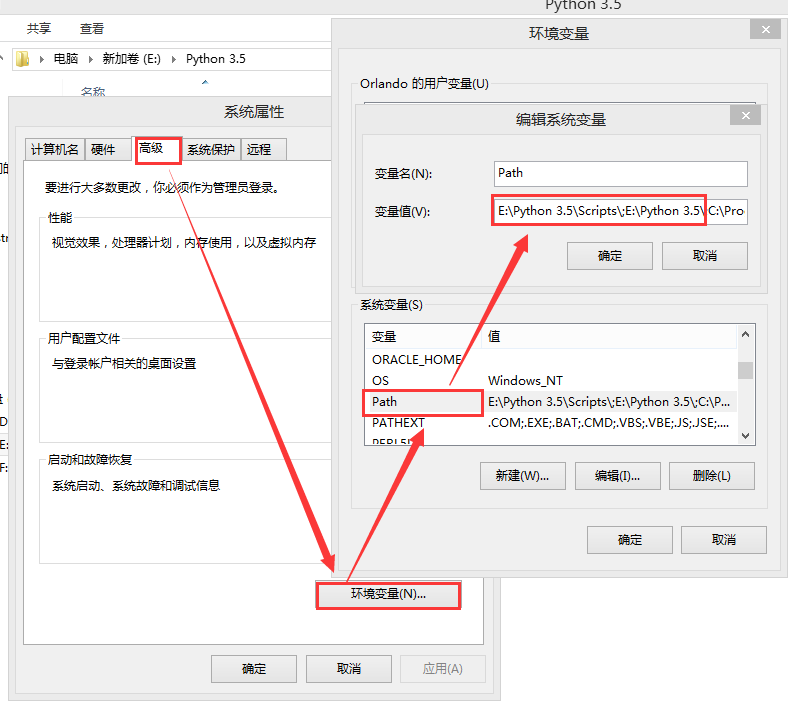 Python 3.5
共享
查看
电脑
新加卷 (E:)
Python 3.5
名称
系统属性
计算机名
硬件
高级
系统保护
远程
要进行大多数更改，你必须作为管理员登录。
性能
视觉效果，处理器计划，内存使用，以及虚拟内存
用户配置文件
与登录帐户相关的桌面设置
启动和故障恢复
系统启动、系统故障和调试信息
环境变量(N)...
确定
取消
应用(A)
环境变量
Orlando 的用户变量(U)
编辑系统变量
变量名(N):
Path
变量值(V):
E:\Python 3.5\Scripts\;E:\Python 3.5\;C:\Pro
确定
取消
系统变量(S)
变量
值
ORACLE_HOME
OS
Windows_NT
Path
E:\Python 3.5\Scripts\;E:\Python 3.5\;C:\P...
PATHEXT
.COM;.EXE;.BAT;.CMD;.VBS;.VBE;.JS;.JSE;....
新建(W)...
编辑(I)...
删除(L)
确定
取消
E:
F: